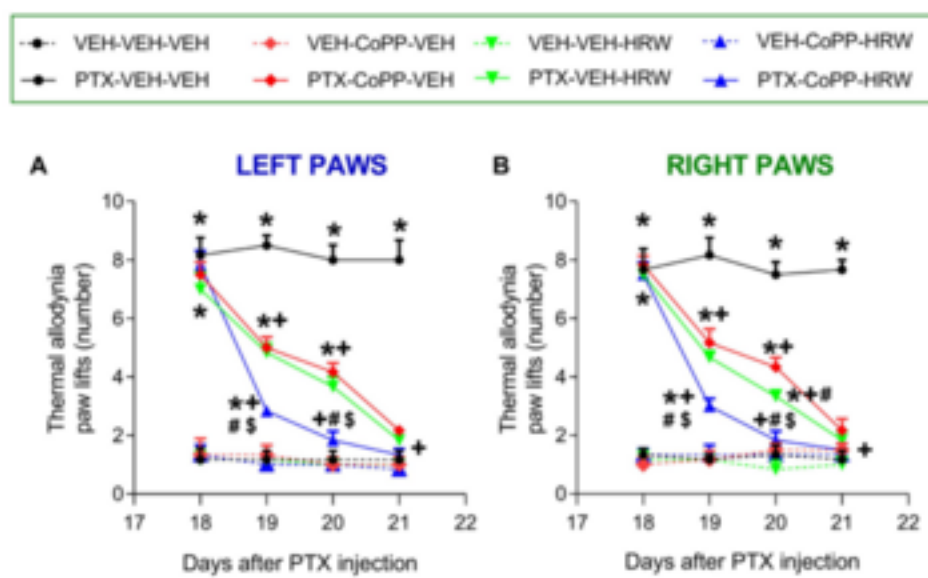 VEH-VEH-VEH VEH-CoPP-VEH VEH-VEH-HRW VEH-CoPP-HRW
PTX-VEH-VEH PTX-CoPP-VEH PTX-VEH-HRW PTX-CoPP-HRW
A LEFT PAWS
Thermal allodynia
paw lifts (number)
10
8
6
4
2
0
* * * *
*
*+ *+
*+
#$
+#$
+
17 18 19 20 21 22
Days after PTX injection
B RIGHT PAWS
Thermal allodynia
paw lifts (number)
10
8
6
4
2
0
* * * *
*
*+ *+
*+#
*+
#$
+#$
+
17 18 19 20 21 22
Days after PTX injection